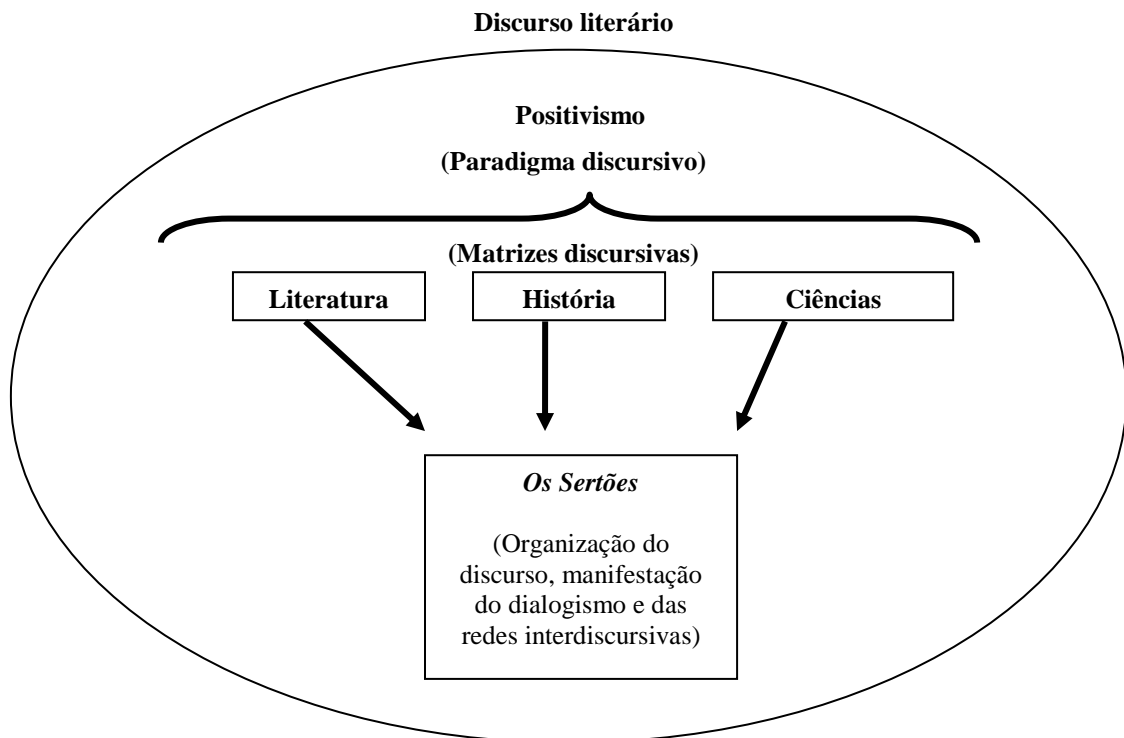 Discurso literário
Positivismo
(Paradigma discursivo)
(Matrizes discursivas)
Literatura
História
Ciências
Os Sertões
(Organização do
discurso, manifestação
do dialogismo e das
redes interdiscursivas)